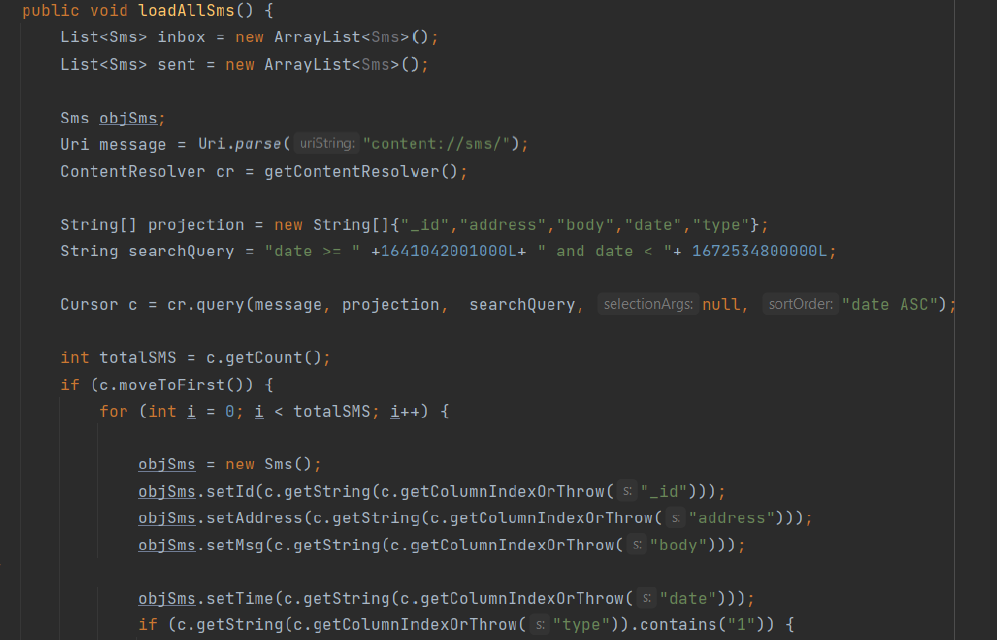 public void loadAllSms() {
List<Sms> inbox = new ArrayList<Sms>();
List<Sms> sent = new ArrayList<Sms>();
Sms objSms;
Uri message = Uri.parse( uriString: "content://sms/");
ContentResolver cr = getContentResolver();
String[] projection = new String[]{"_id","address","body","date","type"};
String searchQuery = "date >= " +1641042001000L+ " and date < "+ 1672534800000L;
Cursor c = cr.query(message, projection, searchQuery, selectionArgs: null, sortOrder: "date ASC");
int totalSMS = c.getCount();
if (c.moveToFirst()) {
for (int i = 0; i < totalSMS; i++) {
objSms = new Sms();
objSms.setId(c.getString(c.getColumnIndexOrThrow( s: "_id")));
objSms.setAddress(c.getString(c.getColumnIndexOrThrow( s: "address")));
objSms.setMsg(c.getString(c.getColumnIndexOrThrow( s: "body")));
objSms.setTime(c.getString(c.getColumnIndexOrThrow( s: "date")));
if (c.getString(c.getColumnIndexOrThrow( s: "type")).contains("1")) {